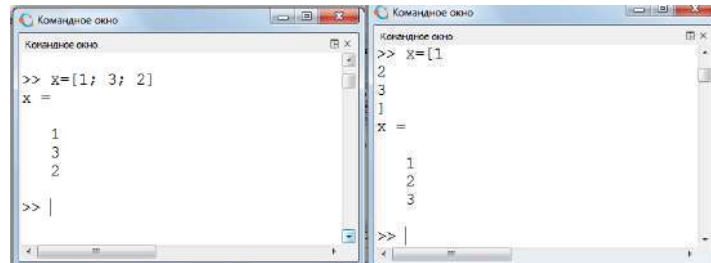 Командное окно
Командное окно
>> x=[1; 3; 2]
x =
1
3
2
>>
Командное окно
Командное окно
>> x=[1
2
3
]
x =
1
2
3
>>